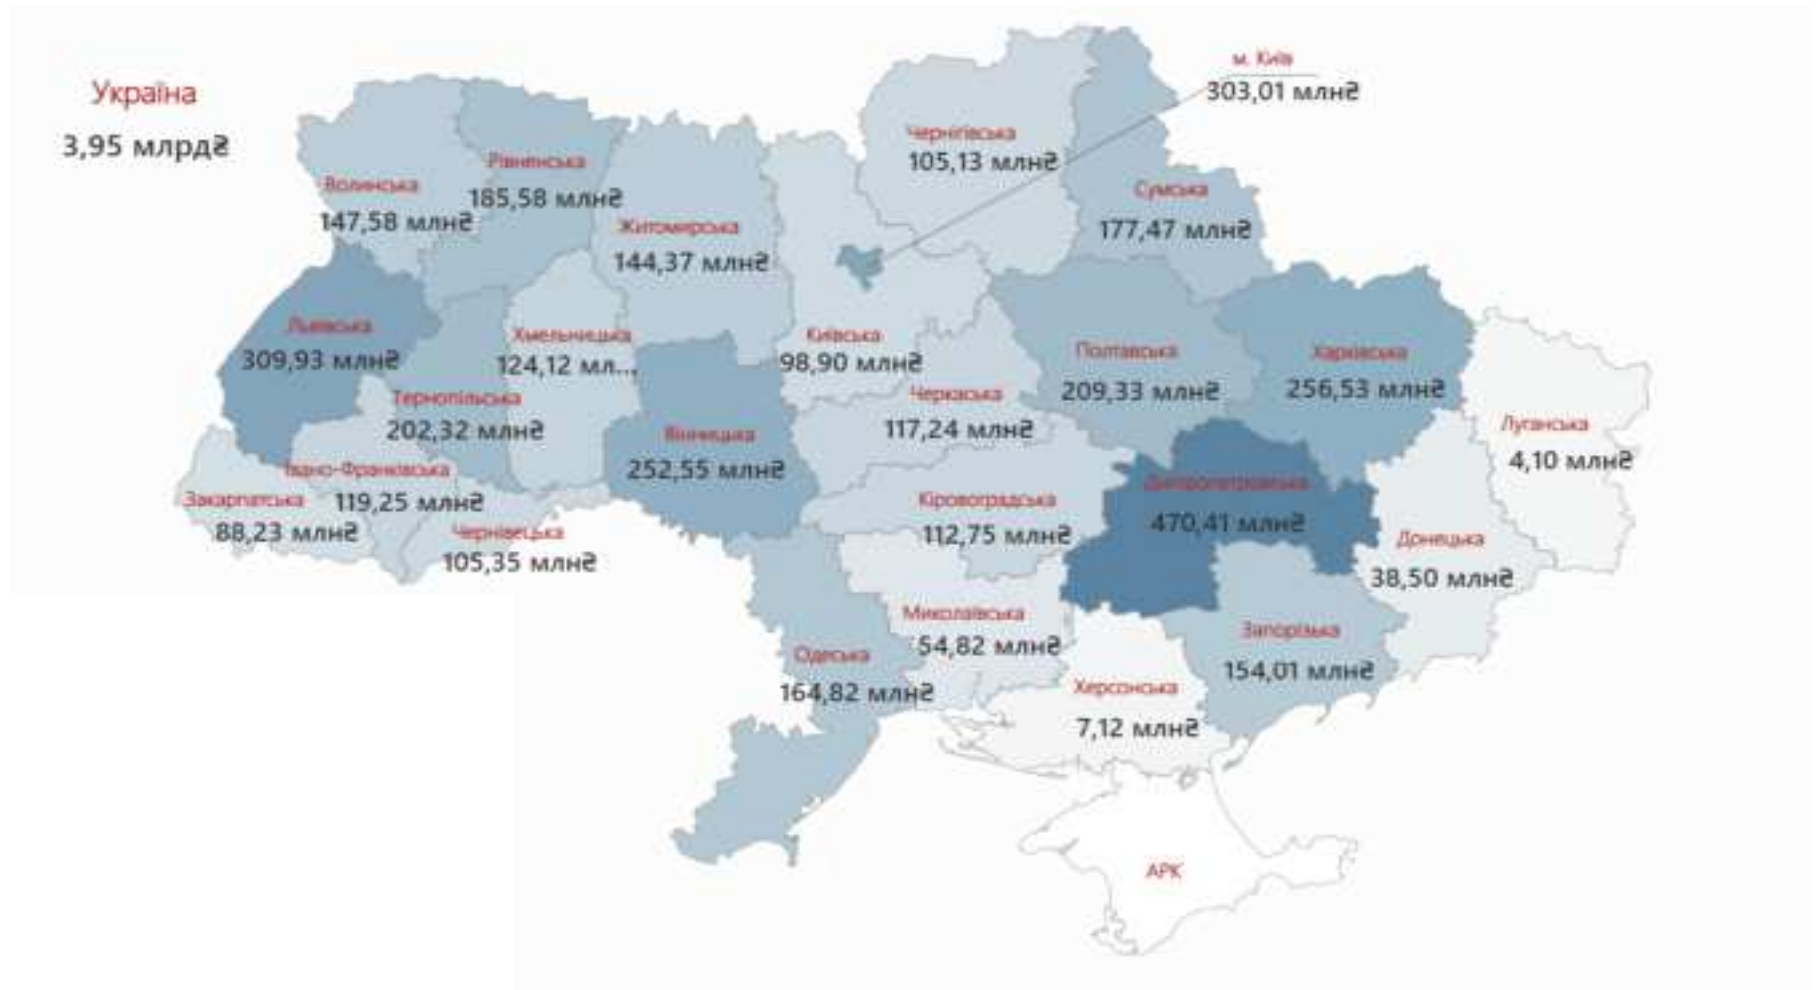 Україна
3,95 млрд₴
м. Київ
303,01 млн₴
Чернігівська
105,13 млн₴
Волинська
147,58 млн₴
Рівненська
185,58 млн₴
Житомирська
144,37 млн₴
Сумська
177,47 млн₴
Львівська
309,93 млн₴
Хмельницька
124,12 мл...
Київська
98,90 млн₴
Полтавська
209,33 млн₴
Харківська
256,53 млн₴
Тернопільська
202,32 млн₴
Черкаська
117,24 млн₴
Вінницька
252,55 млн₴
Луганська
4,10 млн₴
Івано-Франківська
119,25 млн₴
Закарпатська
88,23 млн₴
Чернівецька
105,35 млн₴
Кіровоградська
112,75 млн₴
Дніпропетровська
470,41 млн₴
Донецька
38,50 млн₴
Миколаївська
54,82 млн₴
Одеська
164,82 млн₴
Запорізька
154,01 млн₴
Херсонська
7,12 млн₴
АРК